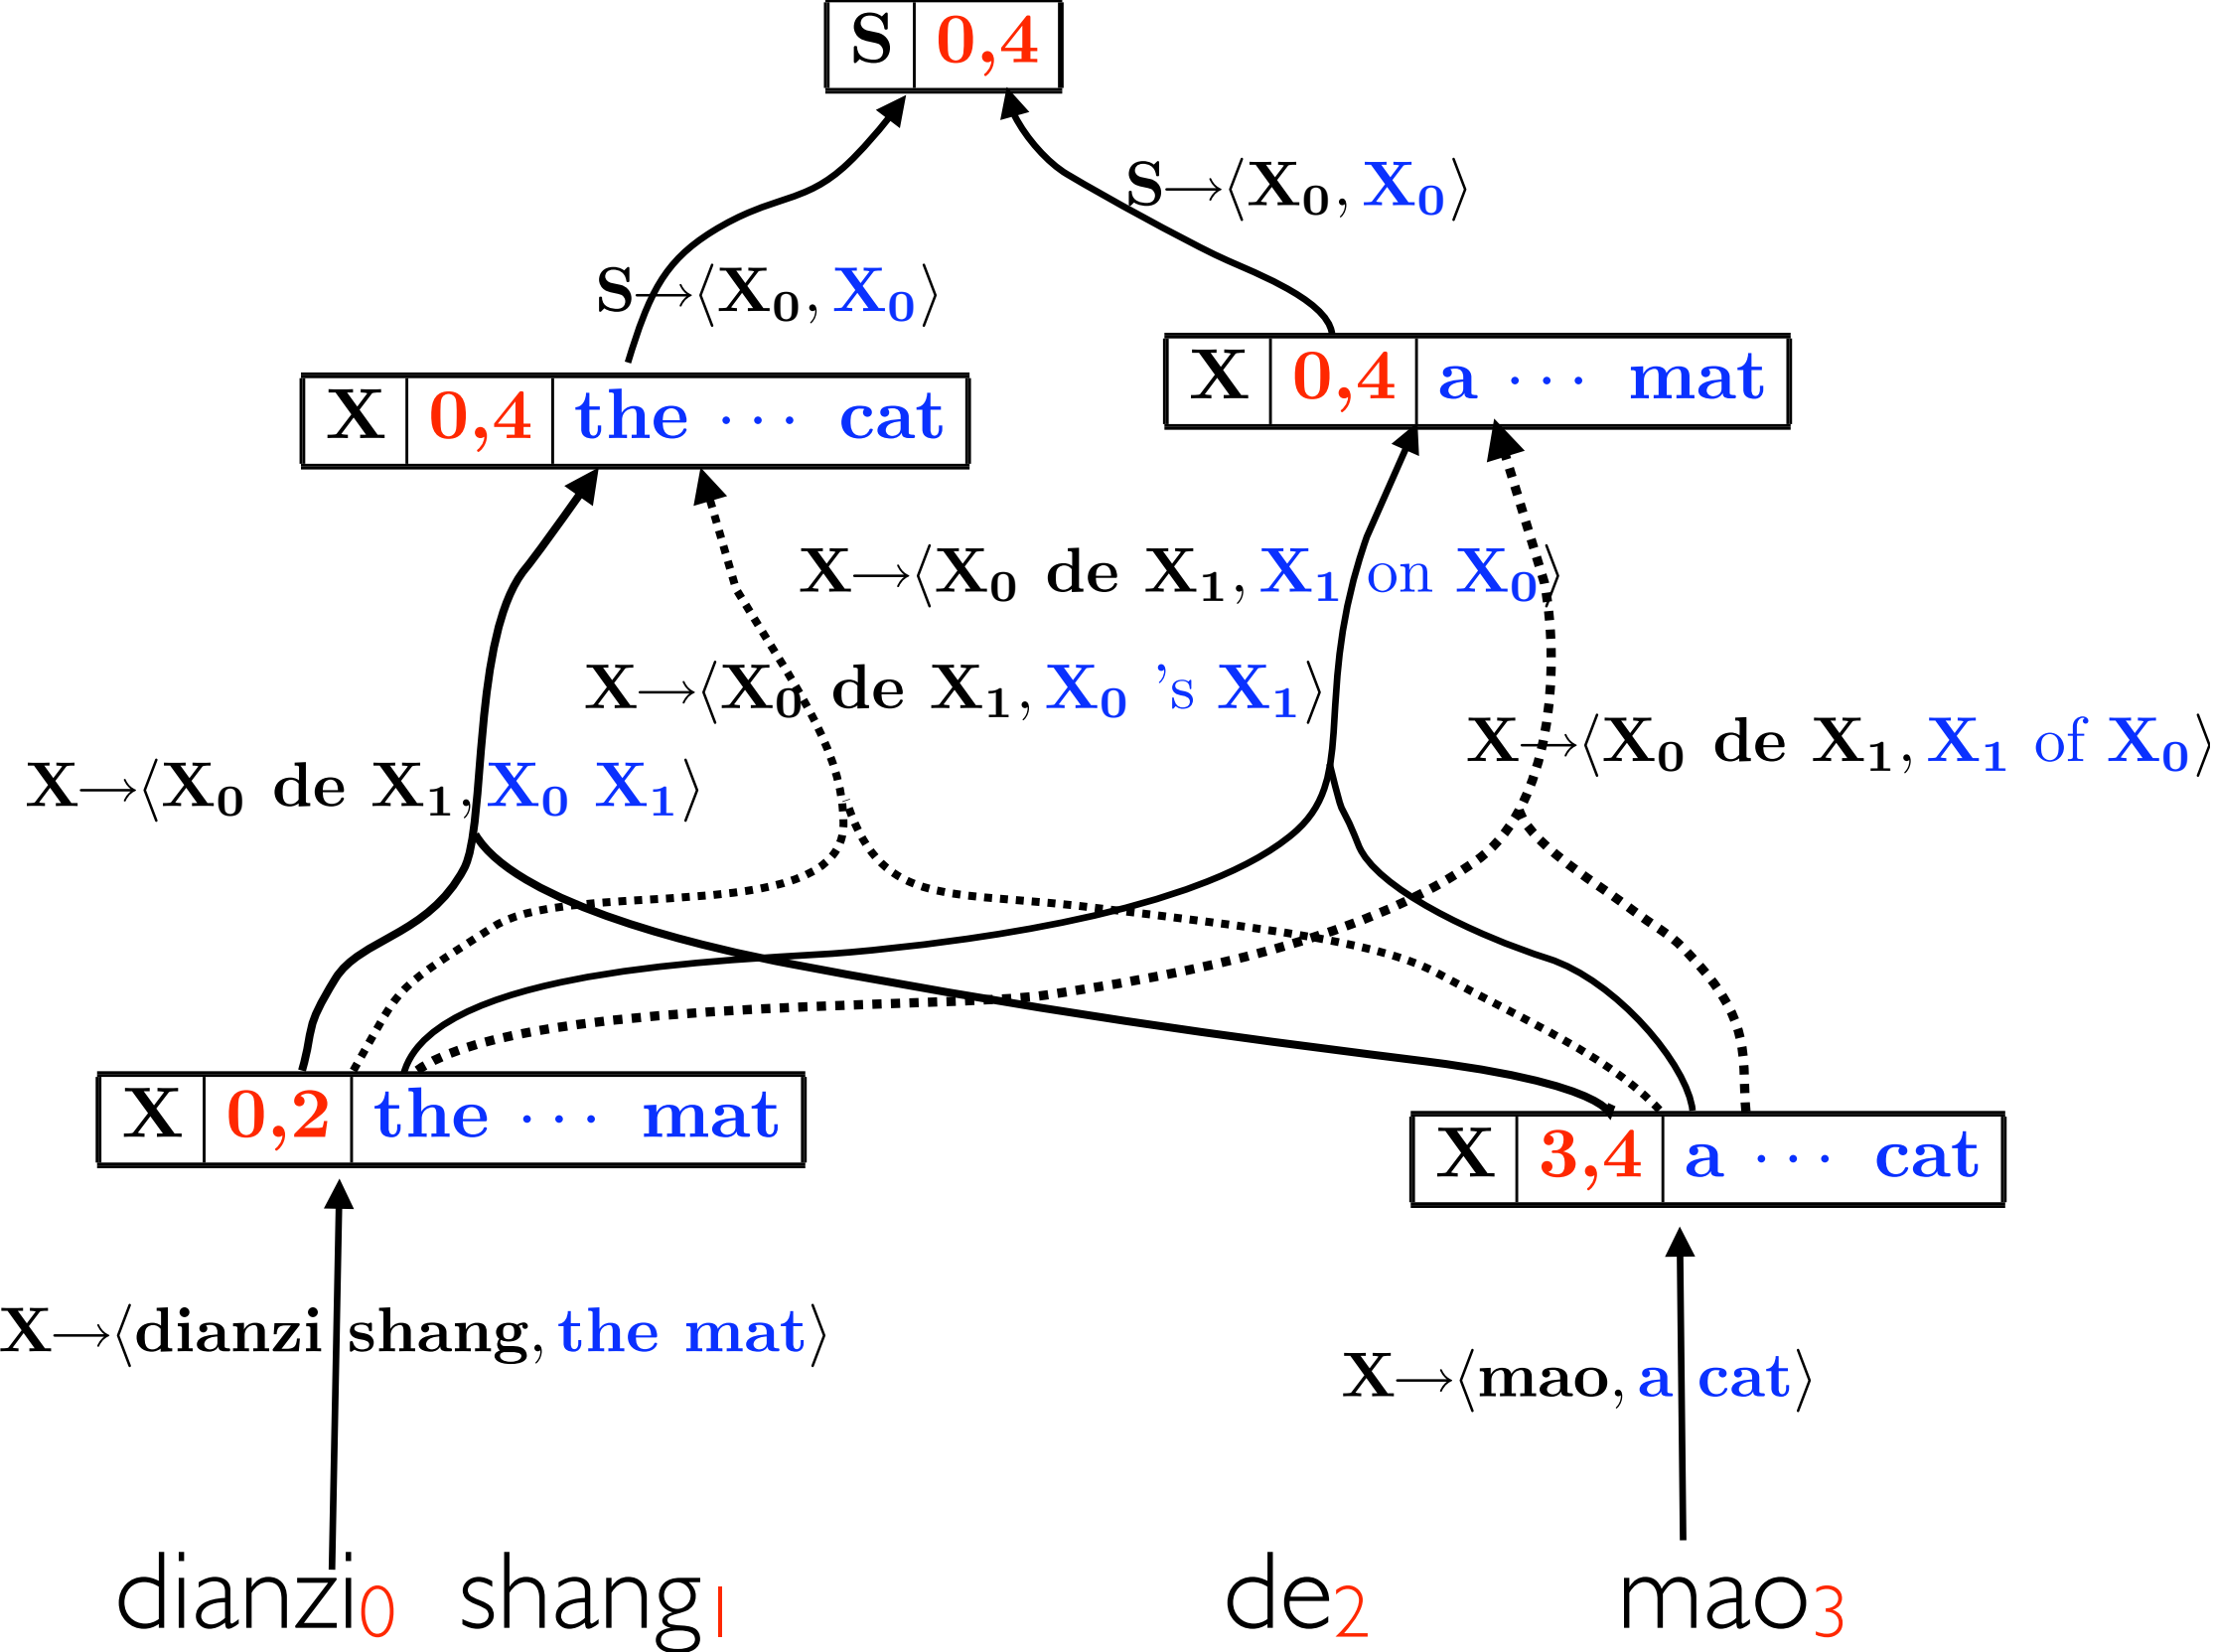 S 0,4
S→⟨X₀, X₀⟩
S→⟨X₀, X₀⟩
X 0,4 a ··· mat
X 0,4 the ··· cat
X→⟨X₀ de X₁, X₁ on X₀⟩
X→⟨X₀ de X₁, X₀ 's X₁⟩
X→⟨X₀ de X₁, X₁ of X₀⟩
X→⟨X₀ de X₁, X₀ X₁⟩
X 0,2 the ··· mat
X 3,4 a ··· cat
X→⟨dianzi shang, the mat⟩
X→⟨mao, a cat⟩
dianzi₀ shang₁ de₂ mao₃